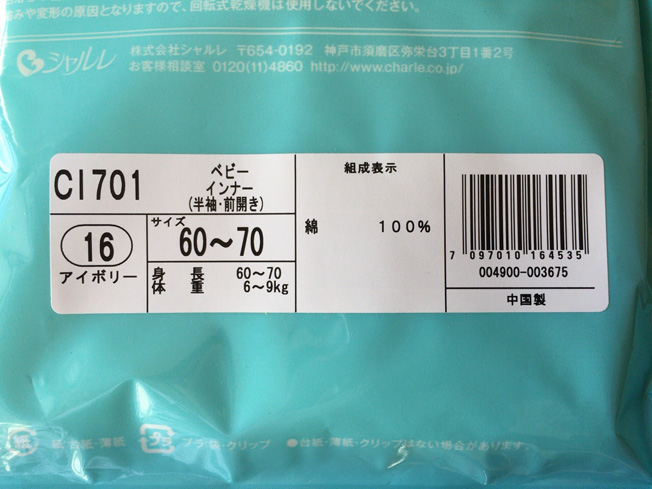 縮みや変形の原因となりますので、回転式乾燥機は使用しないでください。
シャルレ 株式会社シャルレ 〒654-0192 神戸市須磨区弥栄台3丁目1番2号
お客様相談室 0120(11)4860 http://www.charle.co.jp/
CI701
ベビー
インナー
(半袖・前開き)
16
アイボリー
サイズ
60～70
身長 60～70
体重 6～9kg
組成表示
綿 100%
7 097010 164535
004900-003675
中国製
紙 台紙・薄紙 プラ 袋・クリップ ●台紙・薄紙・クリップはない場合があります。